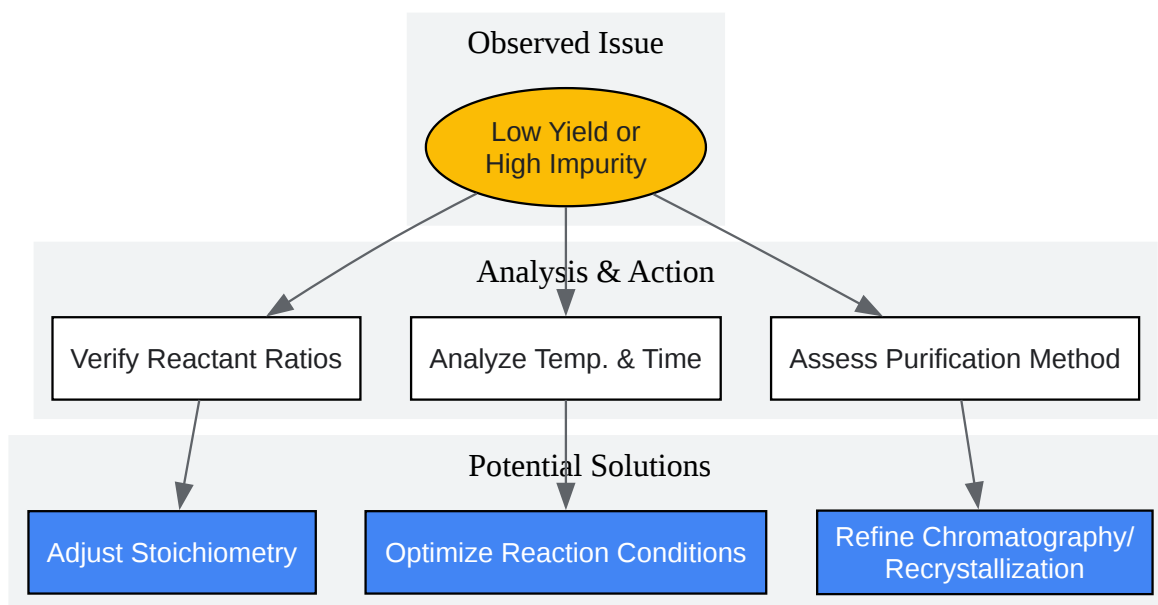 Observed Issue
Low Yield or
High Impurity
Analysis & Action
Verify Reactant Ratios
Analyze Temp. & Time
Assess Purification Method
Potential Solutions
Adjust Stoichiometry
Optimize Reaction Conditions
Refine Chromatography/
Recrystallization